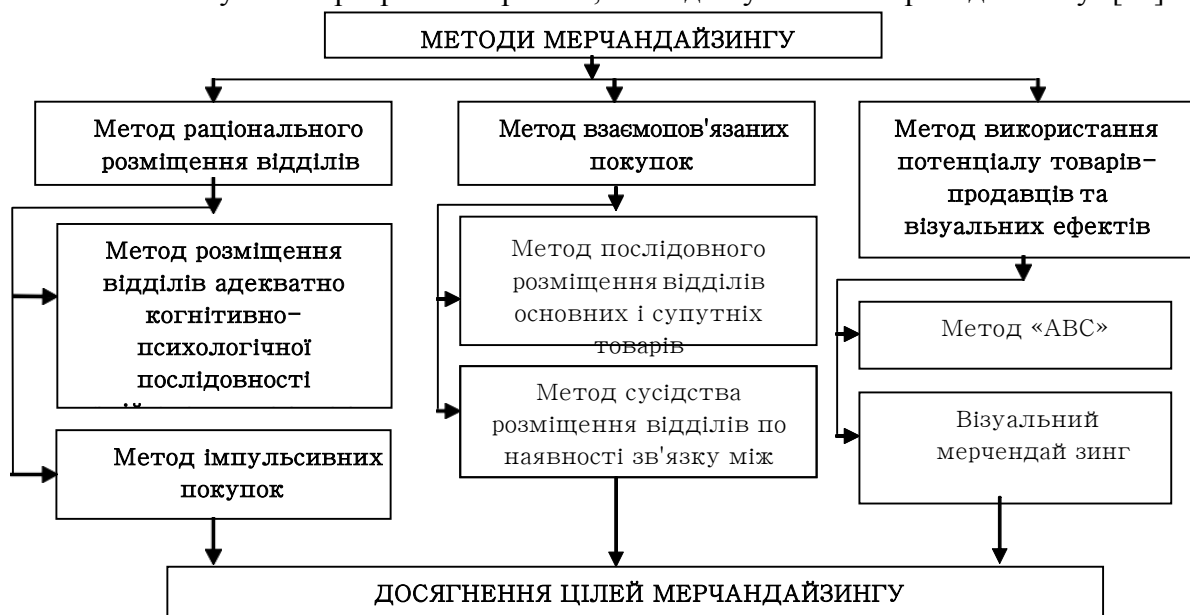 МЕТОДИ МЕРЧАНДАЙЗИНГУ
Метод раціонального
розміщення відділів
Метод розміщення
відділів адекватно
когнітивно-
психологічної
послідовності
Метод імпульсивних
покупок
Метод взаємопов'язаних
покупок
Метод послідовного
розміщення відділів
основних і супутніх
товарів
Метод сусідства
розміщення відділів по
наявності зв'язку між
Метод використання
потенціалу товарів-
продавців та
візуальних ефектів
Метод «АВС»
Візуальний
мерчендай зинг
ДОСЯГНЕННЯ ЦІЛЕЙ МЕРЧАНДАЙЗИНГУ